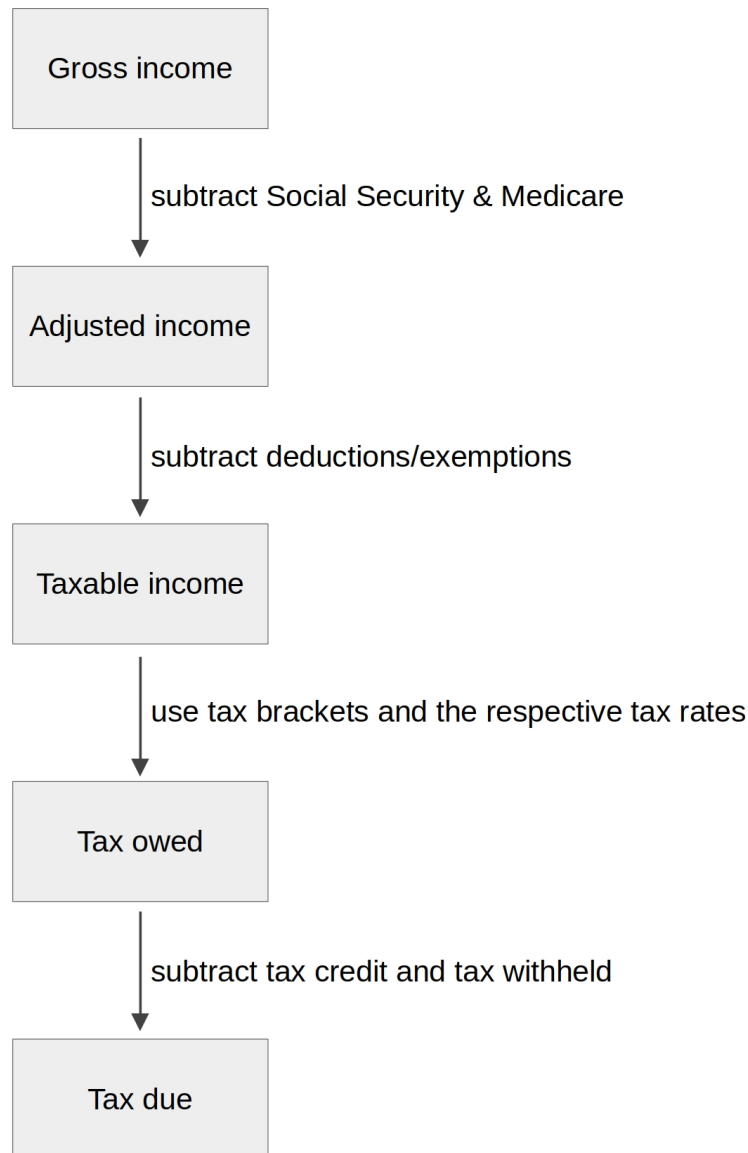 Gross income
subtract Social Security & Medicare
Adjusted income
subtract deductions/exemptions
Taxable income
use tax brackets and the respective tax rates
Tax owed
subtract tax credit and tax withheld
Tax due